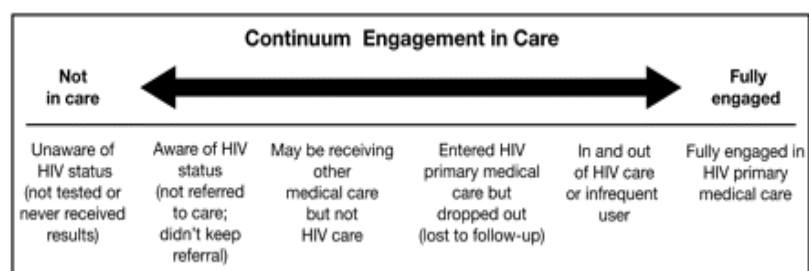 Continuum Engagement in Care
Not
in care
Fully
engaged
Unaware of
HIV status
(not tested or
never received
results)
Aware of HIV
status
(not referred
to care;
didn't keep
referral)
May be receiving
other
medical care
but not
HIV care
Entered HIV
primary medical
care but
dropped out
(lost to follow-up)
In and out
of HIV care
or infrequent
user
Fully engaged in
HIV primary
medical care